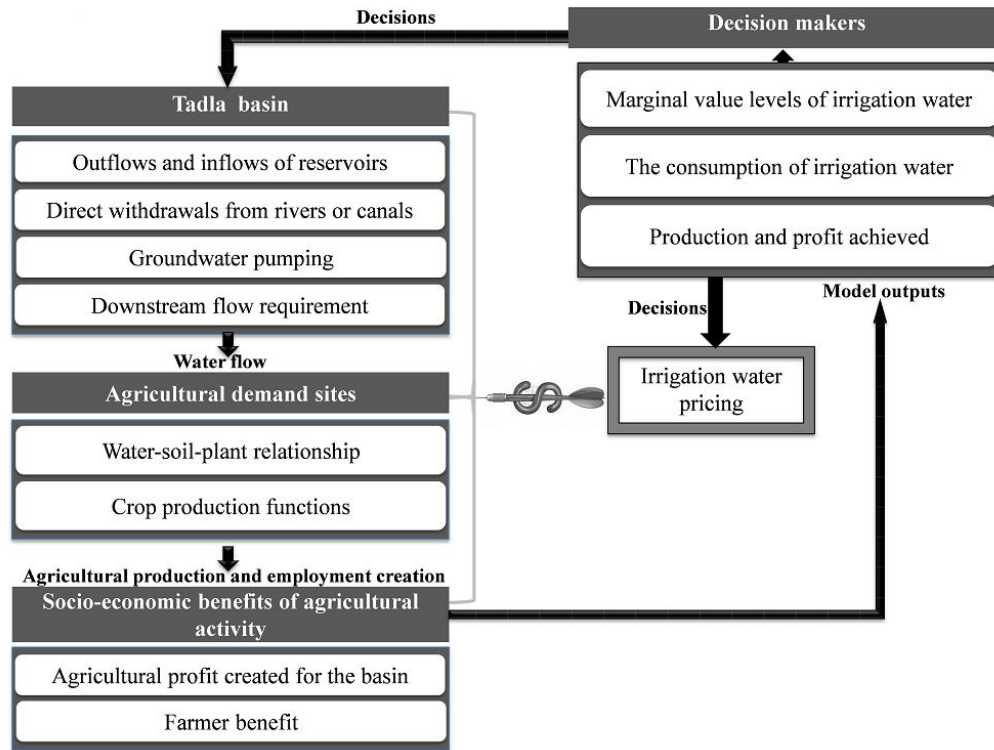 Decisions
Decision makers
Marginal value levels of irrigation water
The consumption of irrigation water
Production and profit achieved
Model outputs
Decisions
Irrigation water
pricing
Tadla basin
Outflows and inflows of reservoirs
Direct withdrawals from rivers or canals
Groundwater pumping
Downstream flow requirement
Water flow
Agricultural demand sites
Water-soil-plant relationship
Crop production functions
Agricultural production and employment creation
Socio-economic benefits of agricultural
activity
Agricultural profit created for the basin
Farmer benefit